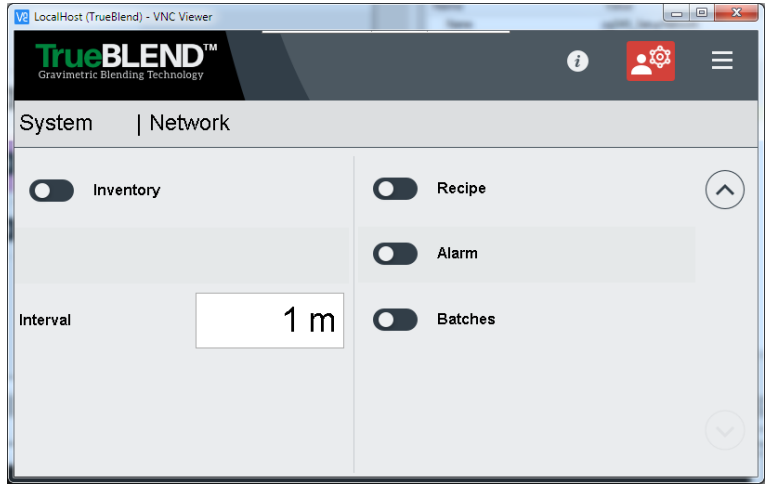 LocalHost (TrueBlend) - VNC Viewer
TrueBLEND™
Gravimetric Blending Technology
System | Network
Inventory
Recipe
Alarm
Interval
1 m
Batches